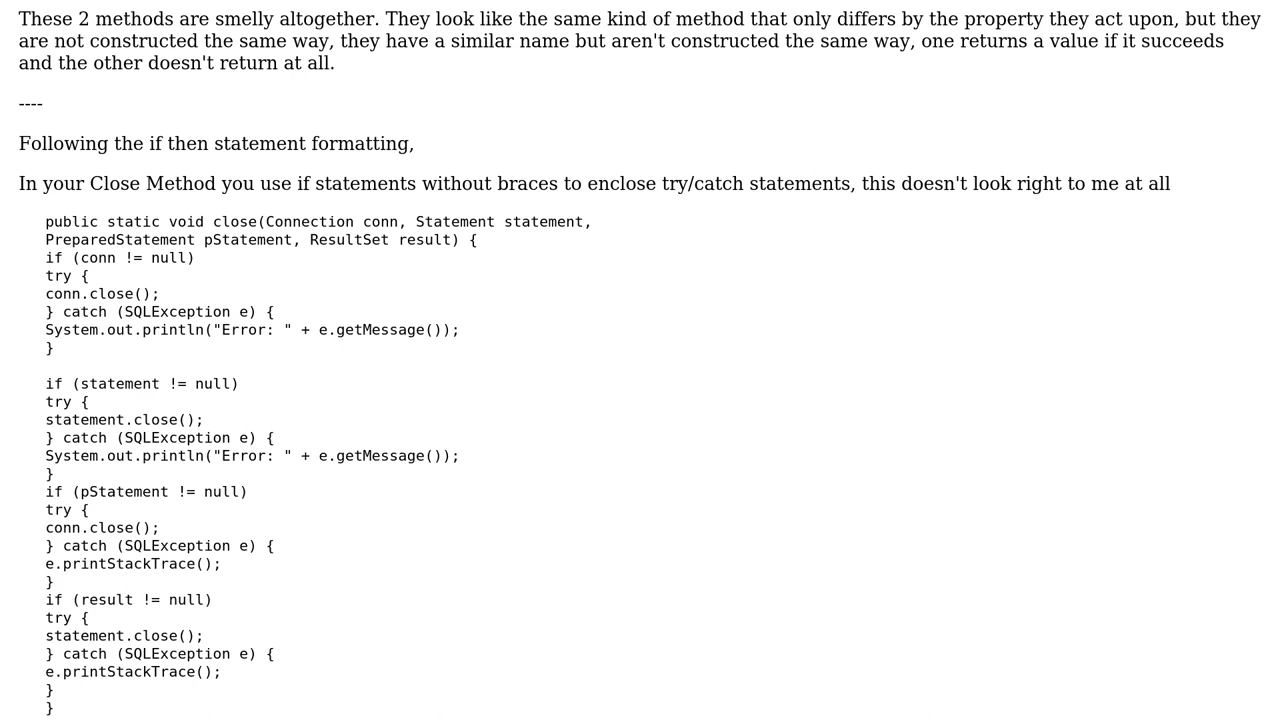 These 2 methods are smelly altogether. They look like the same kind of method that only differs by the property they act upon, but they
are not constructed the same way, they have a similar name but aren't constructed the same way, one returns a value if it succeeds
and the other doesn't return at all.
----
Following the if then statement formatting,
In your Close Method you use if statements without braces to enclose try/catch statements, this doesn't look right to me at all
public static void close(Connection conn, Statement statement,
PreparedStatement pStatement, ResultSet result) {
if (conn != null)
try {
conn.close();
} catch (SQLException e) {
System.out.println("Error: " + e.getMessage());
}
if (statement != null)
try {
statement.close();
} catch (SQLException e) {
System.out.println("Error: " + e.getMessage());
}
if (pStatement != null)
try {
conn.close();
} catch (SQLException e) {
e.printStackTrace();
}
if (result != null)
try {
statement.close();
} catch (SQLException e) {
e.printStackTrace();
}
}